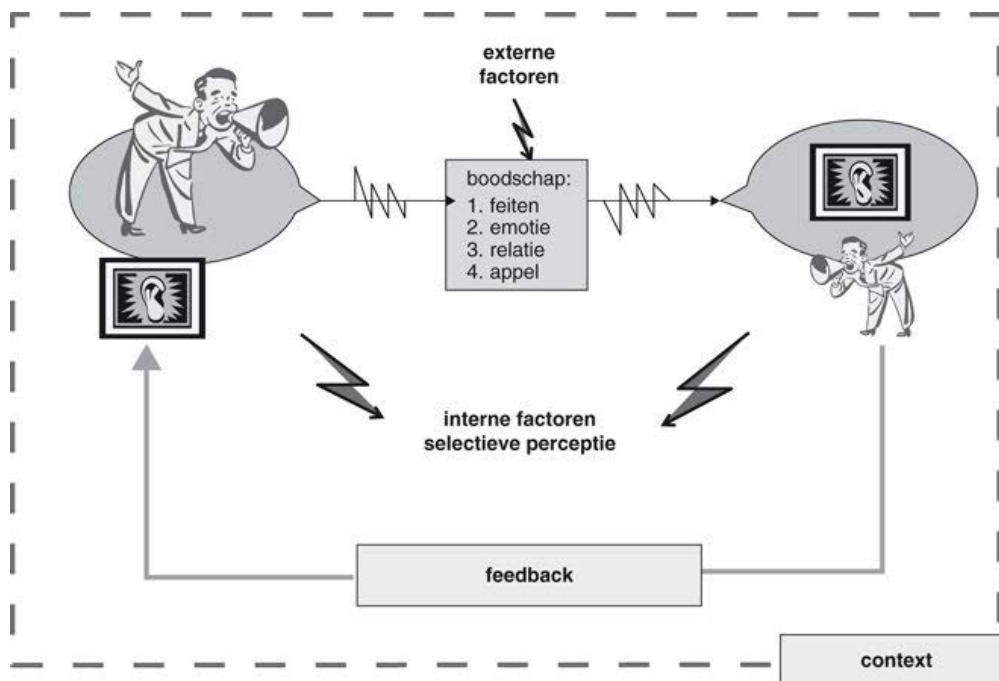 externe
factoren
boodschap:
1. feiten
2. emotie
3. relatie
4. appel
interne factoren
selectieve perceptie
feedback
context